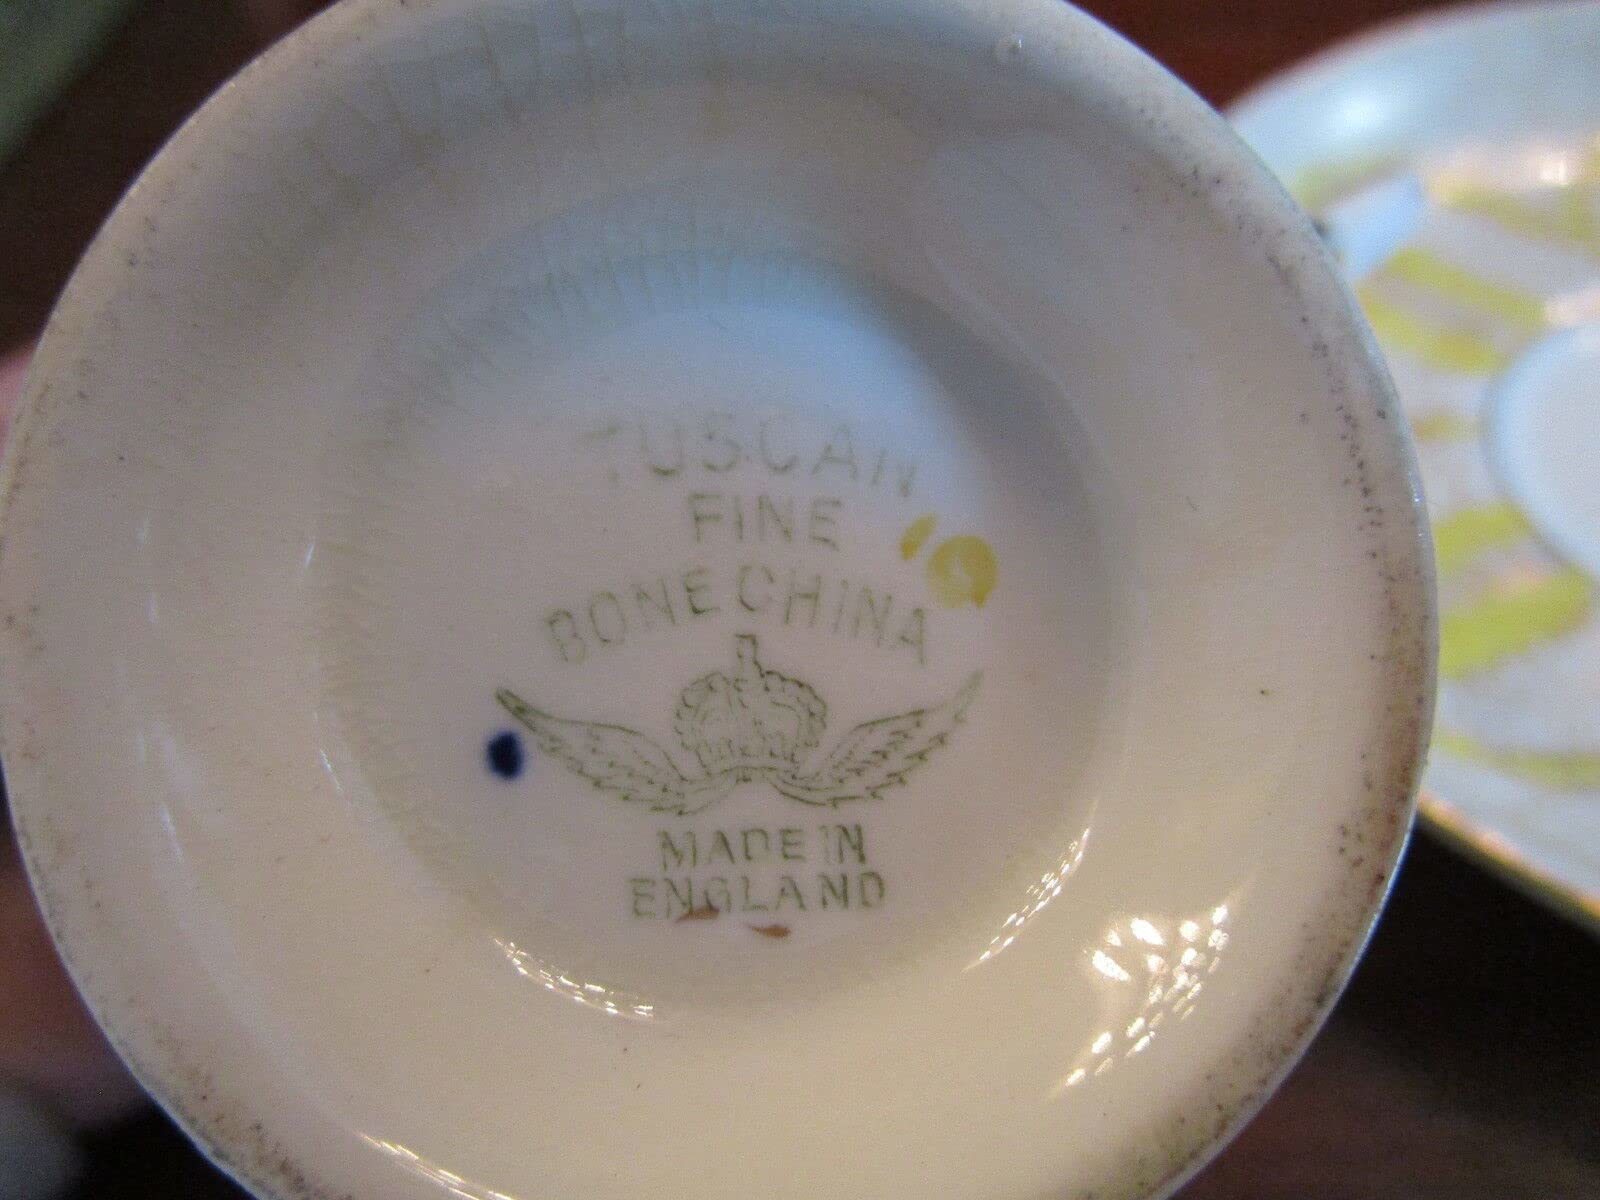 TUSCAN
FINE
BONE CHINA
MADE IN
ENGLAND